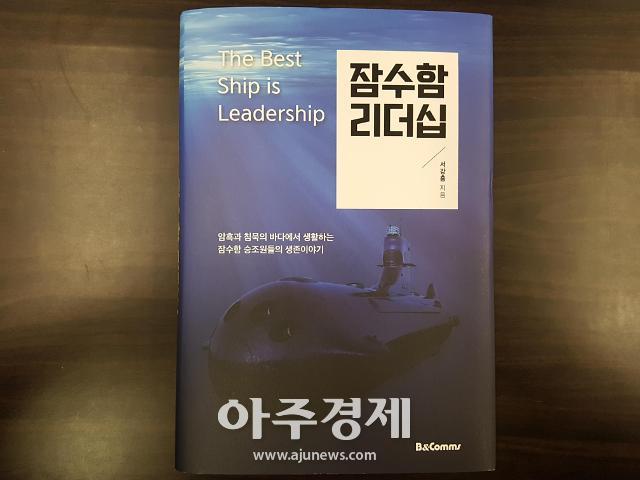 The Best
Ship is
Leadership
잠수함
리더십
서강흠 지음
암흑과 침묵의 바다에서 생활하는
잠수함 승조원들의 생존이야기
아주경제
www.ajunews.com
B&Comms